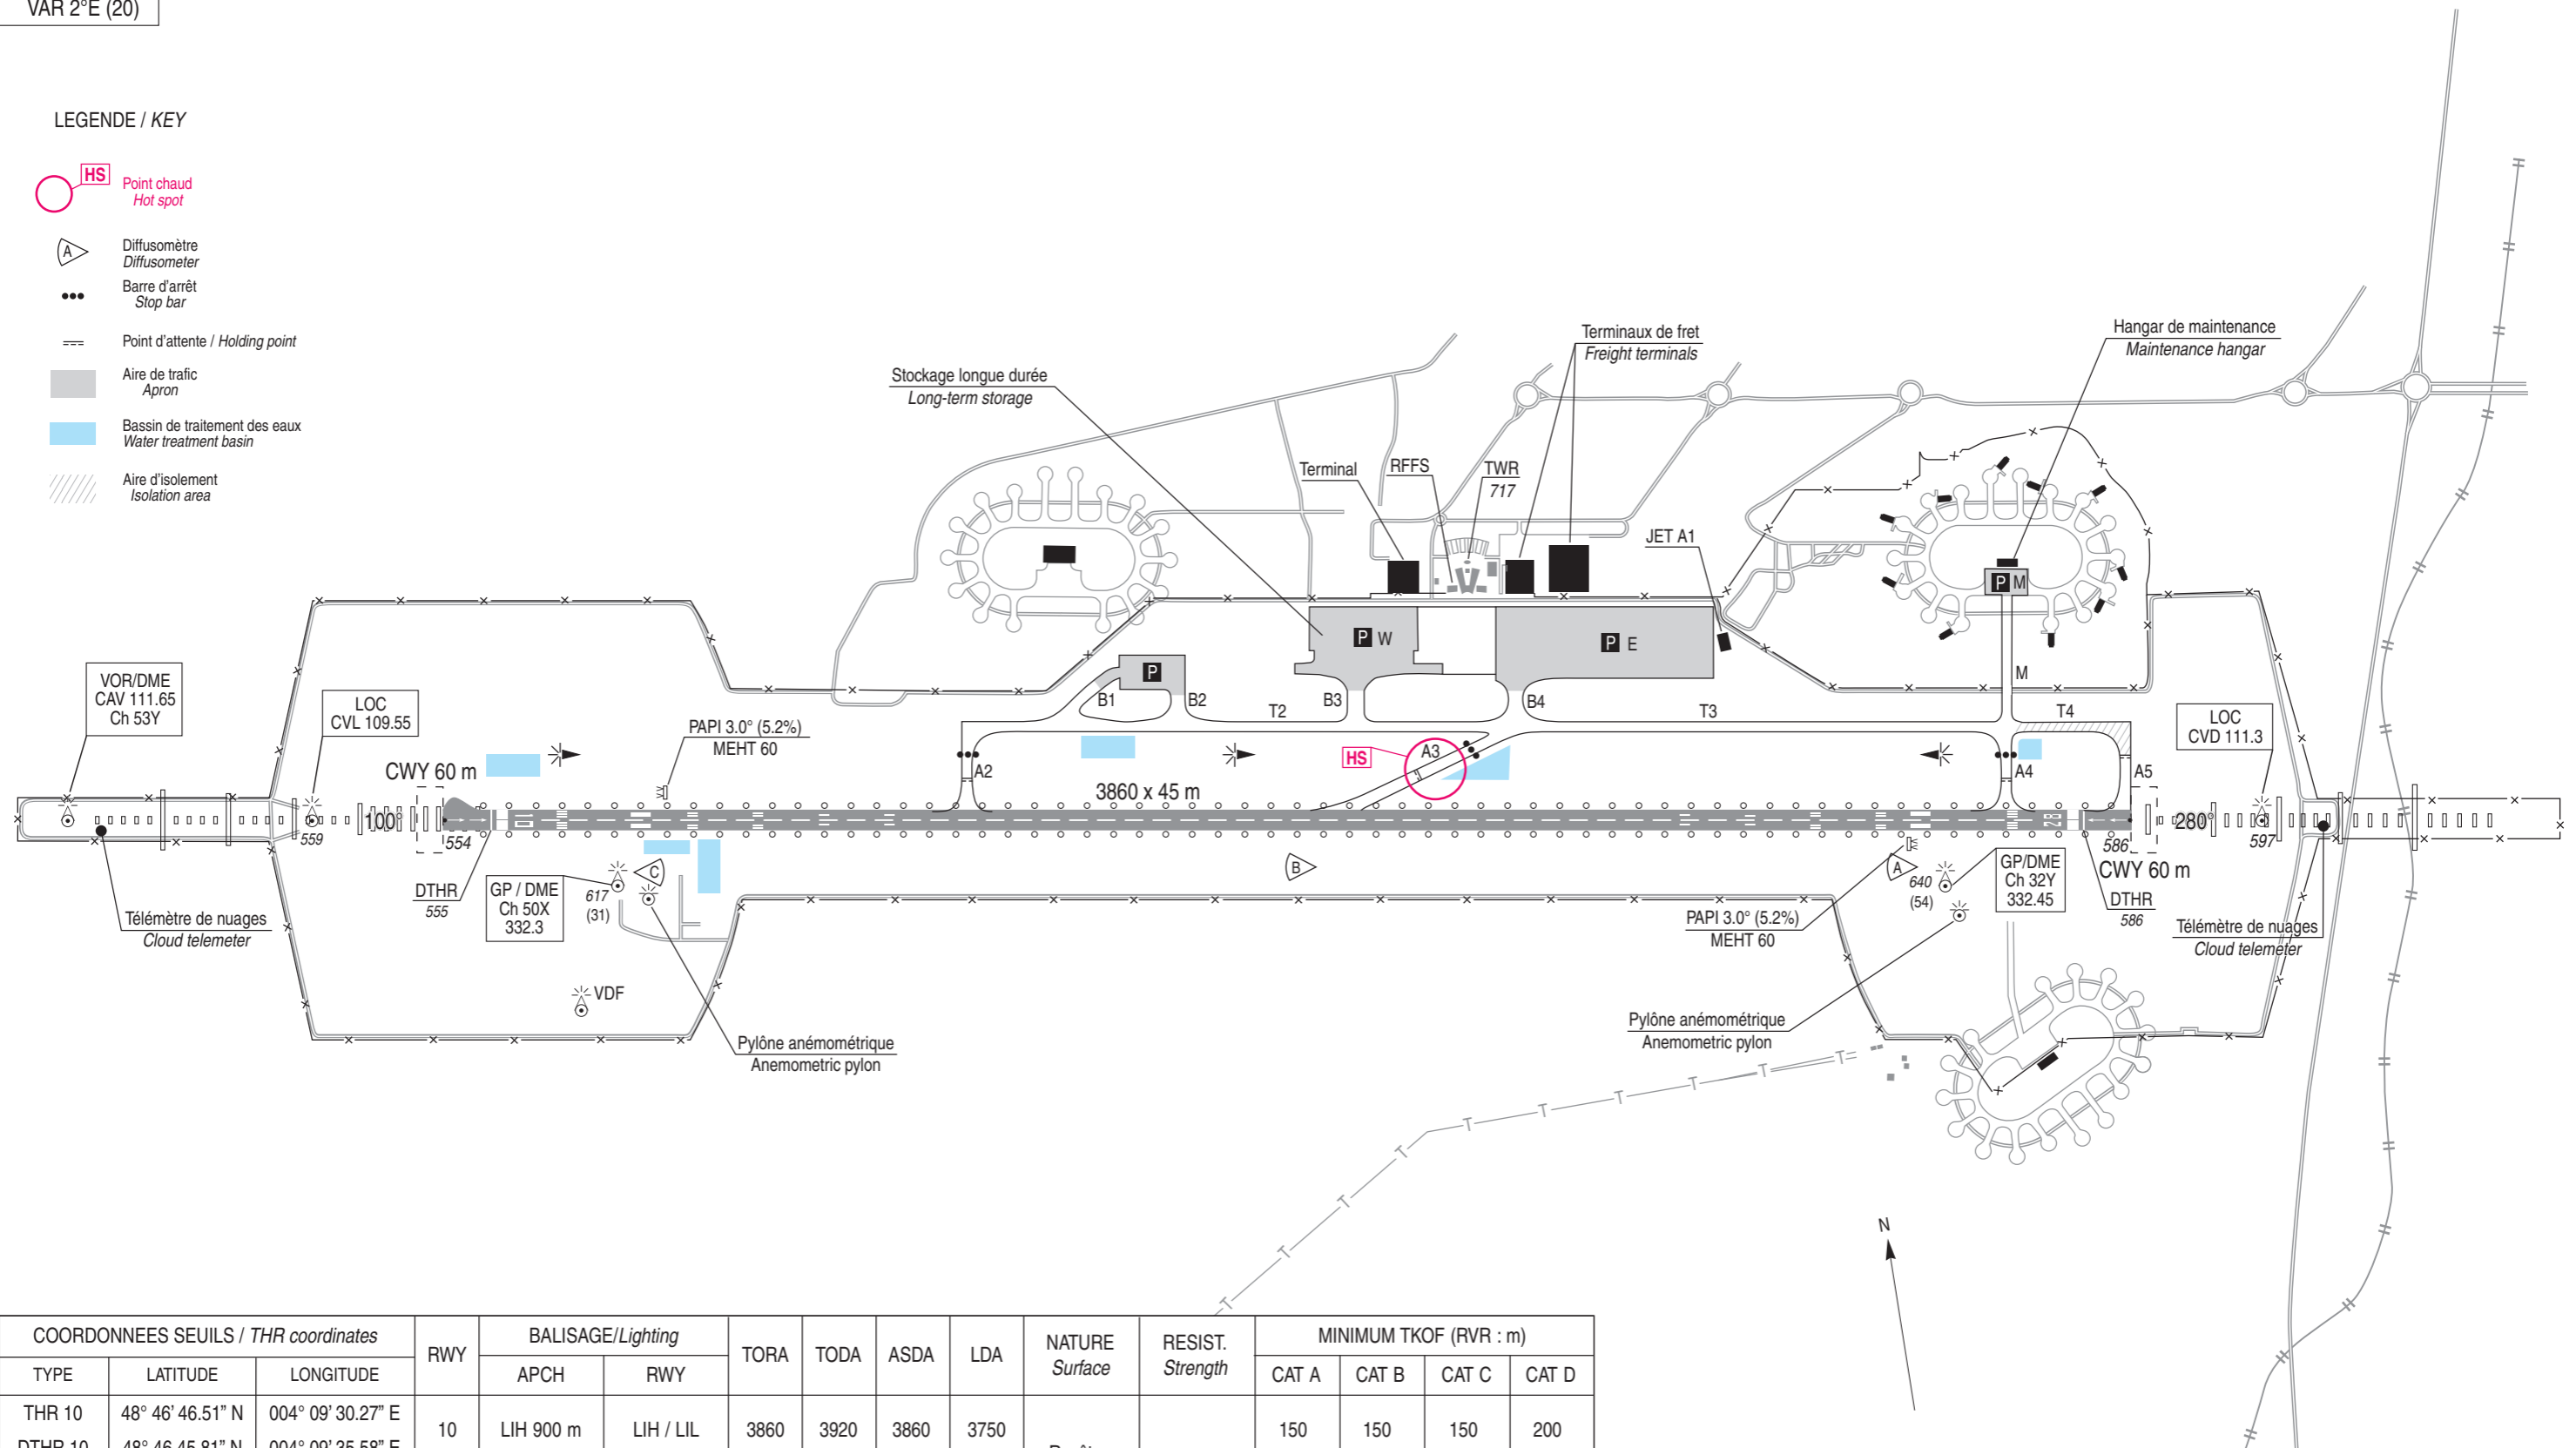 VAR 2°E (20)
LEGENDE / KEY
HS
Point chaud
Hot spot
A
Diffusomètre
Diffusometer
Barre d'arrêt
Stop bar
Point d'attente / Holding point
Aire de trafic
Apron
Bassin de traitement des eaux
Water treatment basin
Aire d'isolement
Isolation area
Stockage longue durée
Long-term storage
Terminaux de fret
Freight terminals
Hangar de maintenance
Maintenance hangar
Terminal
RFFS
TWR
717
JET A1
P M
P W
P E
P
M
B1
B2
B3
B4
T2
T3
T4
VOR/DME
CAV 111.65
Ch 53Y
LOC
CVL 109.55
PAPI 3.0° (5.2%)
MEHT 60
LOC
CVD 111.3
HS
A3
CWY 60 m
A2
A4
A5
3860 x 45 m
100°
280°
559
554
586
597
CWY 60 m
DTHR
555
GP / DME
Ch 50X
332.3
617
(31)
C
B
A
640
(54)
GP/DME
Ch 32Y
332.45
DTHR
586
PAPI 3.0° (5.2%)
MEHT 60
Télémètre de nuages
Cloud telemeter
Télémètre de nuages
Cloud telemeter
VDF
Pylône anémométrique
Anemometric pylon
Pylône anémométrique
Anemometric pylon
N
COORDONNEES SEUILS / THR coordinates
RWY
BALISAGE/Lighting
TORA
TODA
ASDA
LDA
NATURE
Surface
RESIST.
Strength
MINIMUM TKOF (RVR : m)
TYPE
LATITUDE
LONGITUDE
APCH
RWY
CAT A
CAT B
CAT C
CAT D
THR 10
48° 46' 46.51" N
004° 09' 30.27" E
10
LIH 900 m
LIH / LIL
3860
3920
3860
3750
150
150
150
200
DTHR 10
48° 46 45.81" N
004° 09' 35.58" E